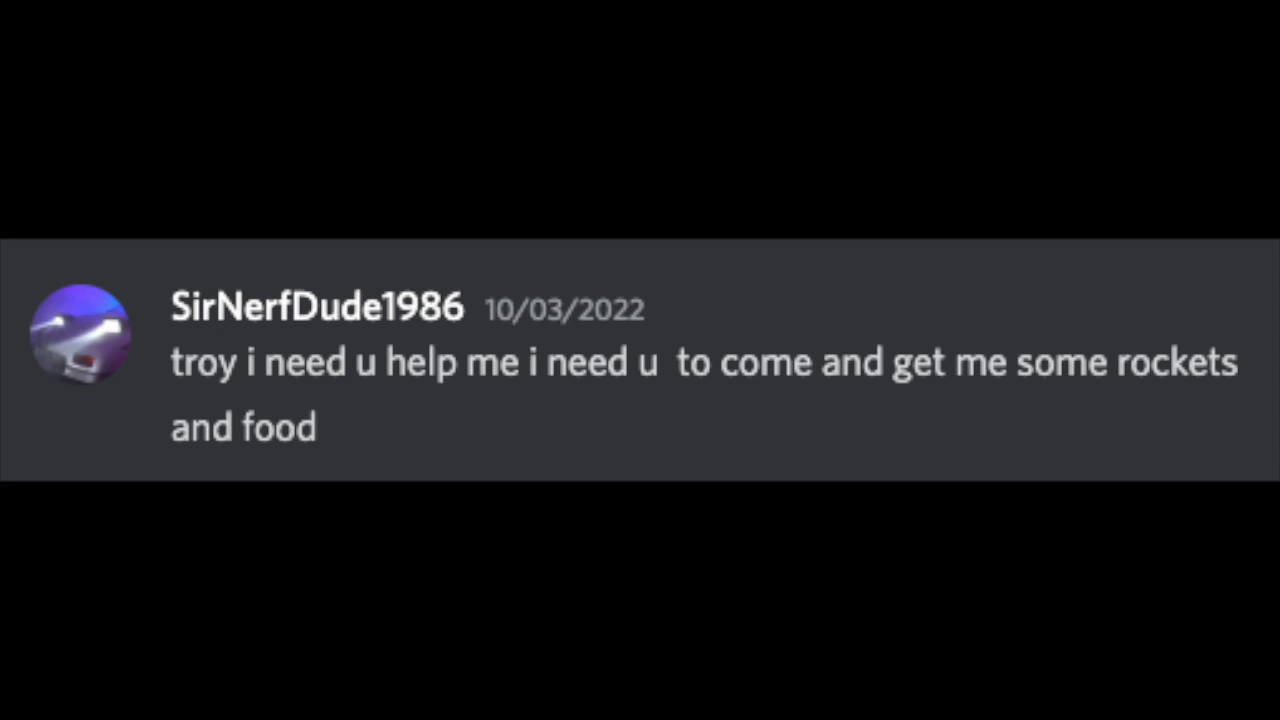 SirNerfDude1986 10/03/2022
troy i need u help me i need u  to come and get me some rockets
and food